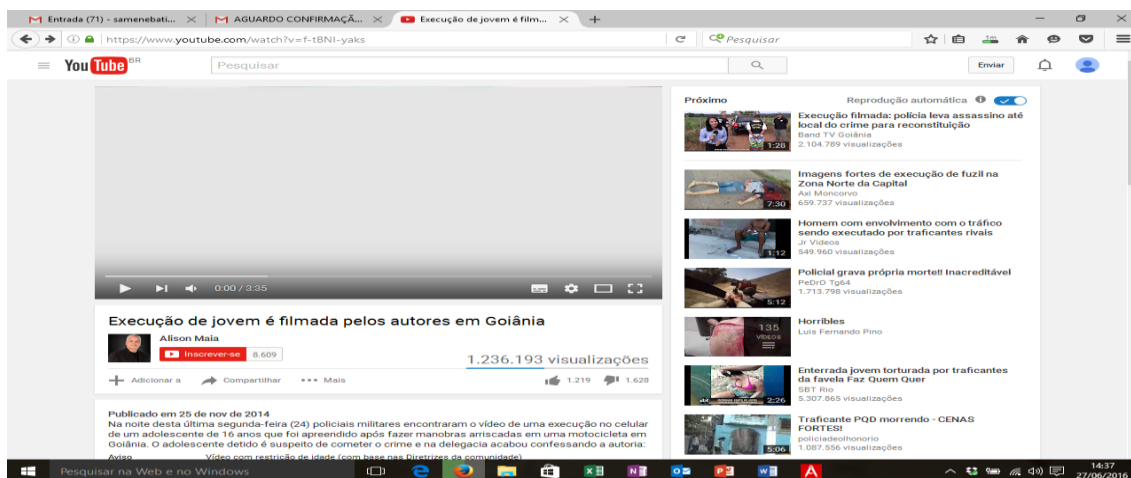 Entrada (71) - samenebati...
AGUARDO CONFIRMAÇÃ...
Execução de jovem é film...
https://www.youtube.com/watch?v=f-tBNI-yaks
Pesquisar
You Tube BR
Pesquisar
Enviar
0:00 / 3:35
Execução de jovem é filmada pelos autores em Goiânia
Alison Maia
Inscrever-se 8.609
1.236.193 visualizações
Adicionar a Compartilhar Mais
1.219 1.628
Publicado em 25 de nov de 2014
Na noite desta última segunda-feira (24) policiais militares encontraram o vídeo de uma execução no celular
de um adolescente de 16 anos que foi apreendido após fazer manobras arriscadas em uma motocicleta em
Goiânia. O adolescente detido é suspeito de cometer o crime e na delegacia acabou confessando a autoria:
Aviso Vídeo com restrição de idade (com base nas Diretrizes da comunidade)
Próximo
Reprodução automática
Execução filmada: polícia leva assassino até
local do crime para reconstituição
Band TV Goiânia
2.104.789 visualizações
1:28
Imagens fortes de execução de fuzil na
Zona Norte da Capital
Axi Moncorvo
659.737 visualizações
7:30
Homem com envolvimento com o tráfico
sendo executado por traficantes rivais
Jr Videos
549.960 visualizações
1:12
Policial grava própria morte!! Inacreditável
PeDrO Tg64
1.713.798 visualizações
5:12
Horribles
Luis Fernando Pino
135
VÍDEOS
Enterrada jovem torturada por traficantes
da favela Faz Quem Quer
SBT Rio
5.307.865 visualizações
2:26
Traficante PQD morrendo - CENAS
FORTES!
policiadeolhonorio
1.087.556 visualizações
5:06
Pesquisar na Web e no Windows
14:37
27/06/2016